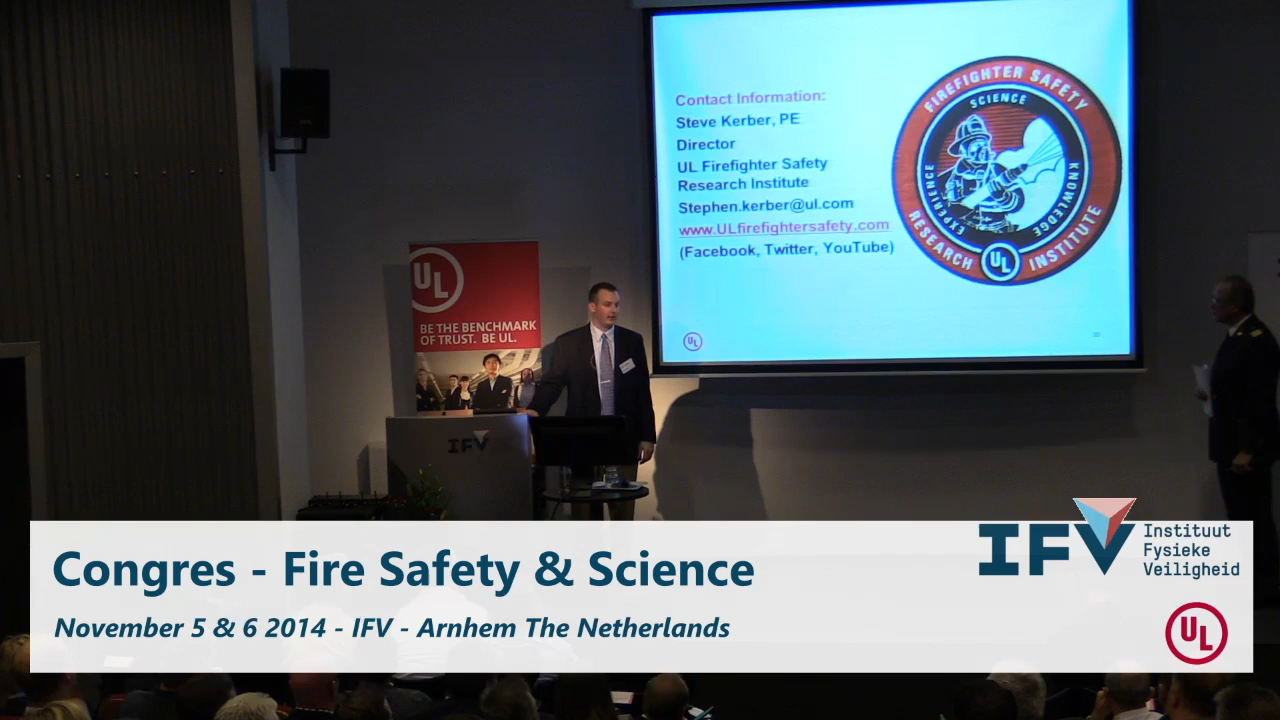 Contact Information:
Steve Kerber, PE
Director
UL Firefighter Safety
Research Institute
Stephen.kerber@ul.com
www.ULfirefightersafety.com
(Facebook, Twitter, YouTube)
FIREFIGHTER SAFETY
SCIENCE
EXPERIENCE
KNOWLEDGE
RESEARCH
INSTITUTE
UL
UL
UL
BE THE BENCHMARK
OF TRUST. BE UL.
IFV
Congres - Fire Safety & Science
November 5 & 6 2014 - IFV - Arnhem The Netherlands
IFV
Instituut
Fysieke
Veiligheid
UL